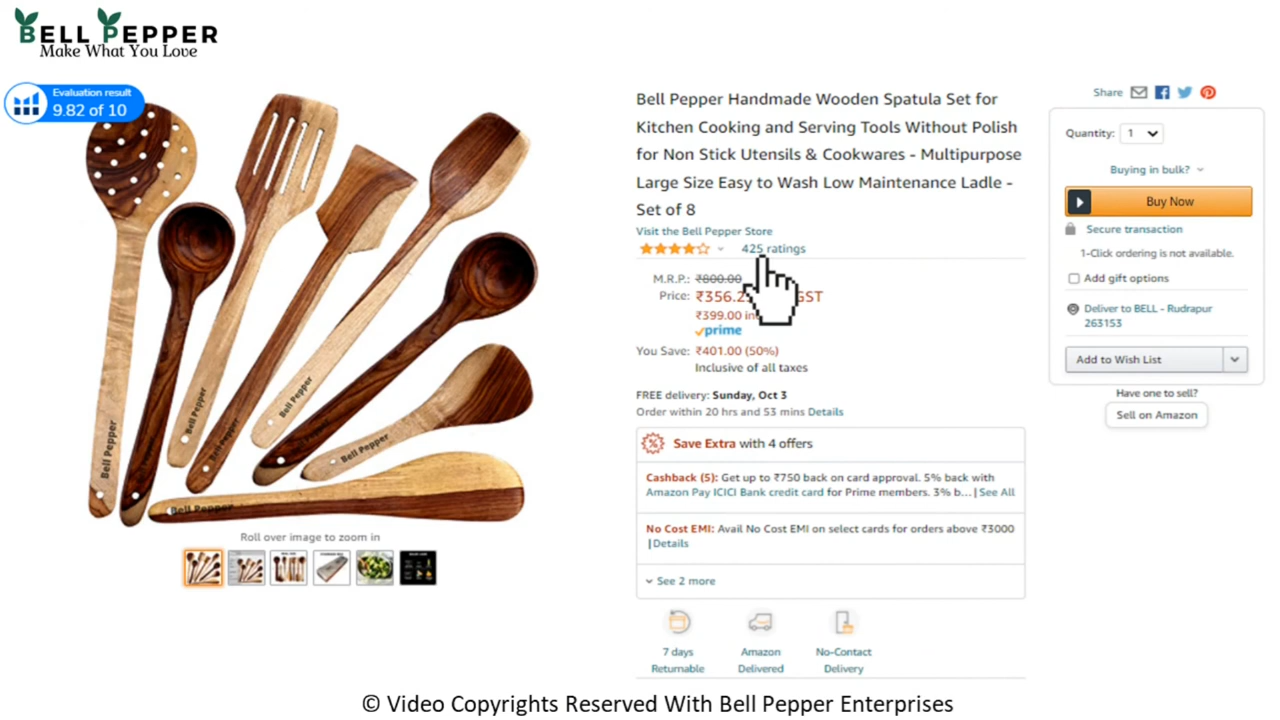 BELL PEPPER
Make What You Love
Evaluation result
9.82 of 10
Bell Pepper
Bell Pepper
Bell Pepper
Bell Pepper
Bell Pepper
Bell Pepper
Roll over image to zoom in
Bell Pepper Handmade Wooden Spatula Set for
Kitchen Cooking and Serving Tools Without Polish
for Non Stick Utensils & Cookwares - Multipurpose
Large Size Easy to Wash Low Maintenance Ladle -
Set of 8
Visit the Bell Pepper Store
425 ratings
M.R.P.: ₹800.00
Price: ₹356.2 GST
₹399.00 in
prime
You Save: ₹401.00 (50%)
Inclusive of all taxes
FREE delivery: Sunday, Oct 3
Order within 20 hrs and 53 mins Details
Save Extra with 4 offers
Cashback (5): Get up to ₹750 back on card approval. 5% back with
Amazon Pay ICICI Bank credit card for Prime members. 3% b... | See All
No Cost EMI: Avail No Cost EMI on select cards for orders above ₹3000
|Details
See 2 more
7 days
Returnable
Amazon
Delivered
No-Contact
Delivery
Share
Quantity: 1
Buying in bulk?
Buy Now
Secure transaction
1-Click ordering is not available.
Add gift options
Deliver to BELL - Rudrapur
263153
Add to Wish List
Have one to sell?
Sell on Amazon
© Video Copyrights Reserved With Bell Pepper Enterprises